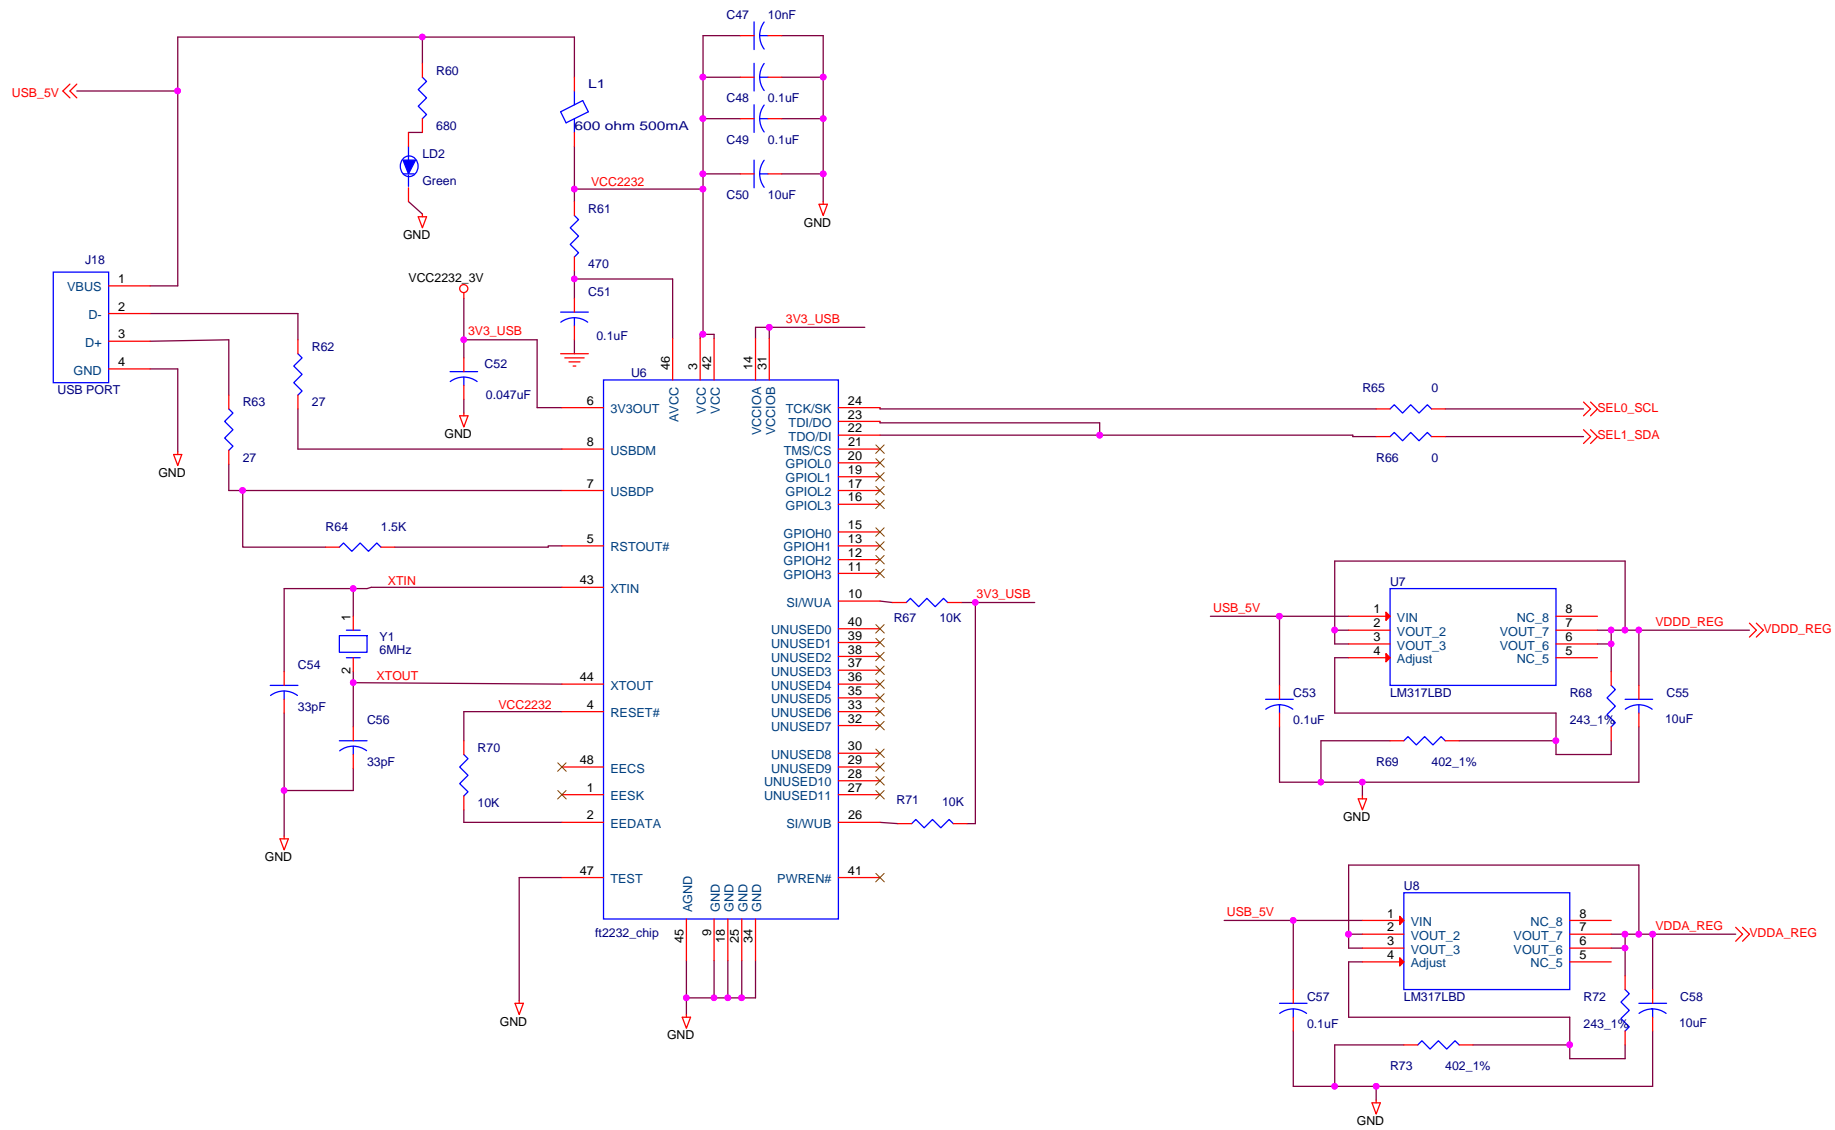 C47 10nF
C48 0.1uF
C49 0.1uF
C50 10uF
GND
USB_5V
R60
680
LD2
Green
GND
L1
600 ohm 500mA
VCC2232
R61
470
C51
0.1uF
J18
VBUS 1
D- 2
D+ 3
GND 4
USB PORT
GND
R62
27
R63
27
VCC2232_3V
3V3_USB
C52
0.047uF
GND
R64 1.5K
XTIN
1
Y1
6MHz
2
XTOUT
C54
33pF
C56
33pF
GND
VCC2232
R70
10K
GND
U6
46 AVCC
3 VCC
42 VCC
14 VCCIOA
31 VCCIOB
3V3_USB
6 3V3OUT
8 USBDM
7 USBDP
5 RSTOUT#
43 XTIN
44 XTOUT
4 RESET#
48 EECS
1 EESK
2 EEDATA
47 TEST
TCK/SK 24
TDI/DO 23
TDO/DI 22
TMS/CS 21
GPIOL0 20
GPIOL1 19
GPIOL2 17
GPIOL3 16
GPIOH0 15
GPIOH1 13
GPIOH2 12
GPIOH3 11
SI/WUA 10
UNUSED0 40
UNUSED1 39
UNUSED2 38
UNUSED3 37
UNUSED4 36
UNUSED5 35
UNUSED6 33
UNUSED7 32
UNUSED8 30
UNUSED9 29
UNUSED10 28
UNUSED11 27
SI/WUB 26
PWREN# 41
AGND 45
GND 9
GND 18
GND 25
GND 34
ft2232_chip
GND
R65 0
SEL0_SCL
R66 0
SEL1_SDA
R67 10K
3V3_USB
R71 10K
U7
USB_5V
1 VIN
2 VOUT_2
3 VOUT_3
4 Adjust
NC_8 8
VOUT_7 7
VOUT_6 6
NC_5 5
LM317LBD
VDDD_REG
VDDD_REG
C53
0.1uF
R68
243_1%
C55
10uF
R69 402_1%
GND
U8
USB_5V
1 VIN
2 VOUT_2
3 VOUT_3
4 Adjust
NC_8 8
VOUT_7 7
VOUT_6 6
NC_5 5
LM317LBD
VDDA_REG
VDDA_REG
C57
0.1uF
R72
243_1%
C58
10uF
R73 402_1%
GND